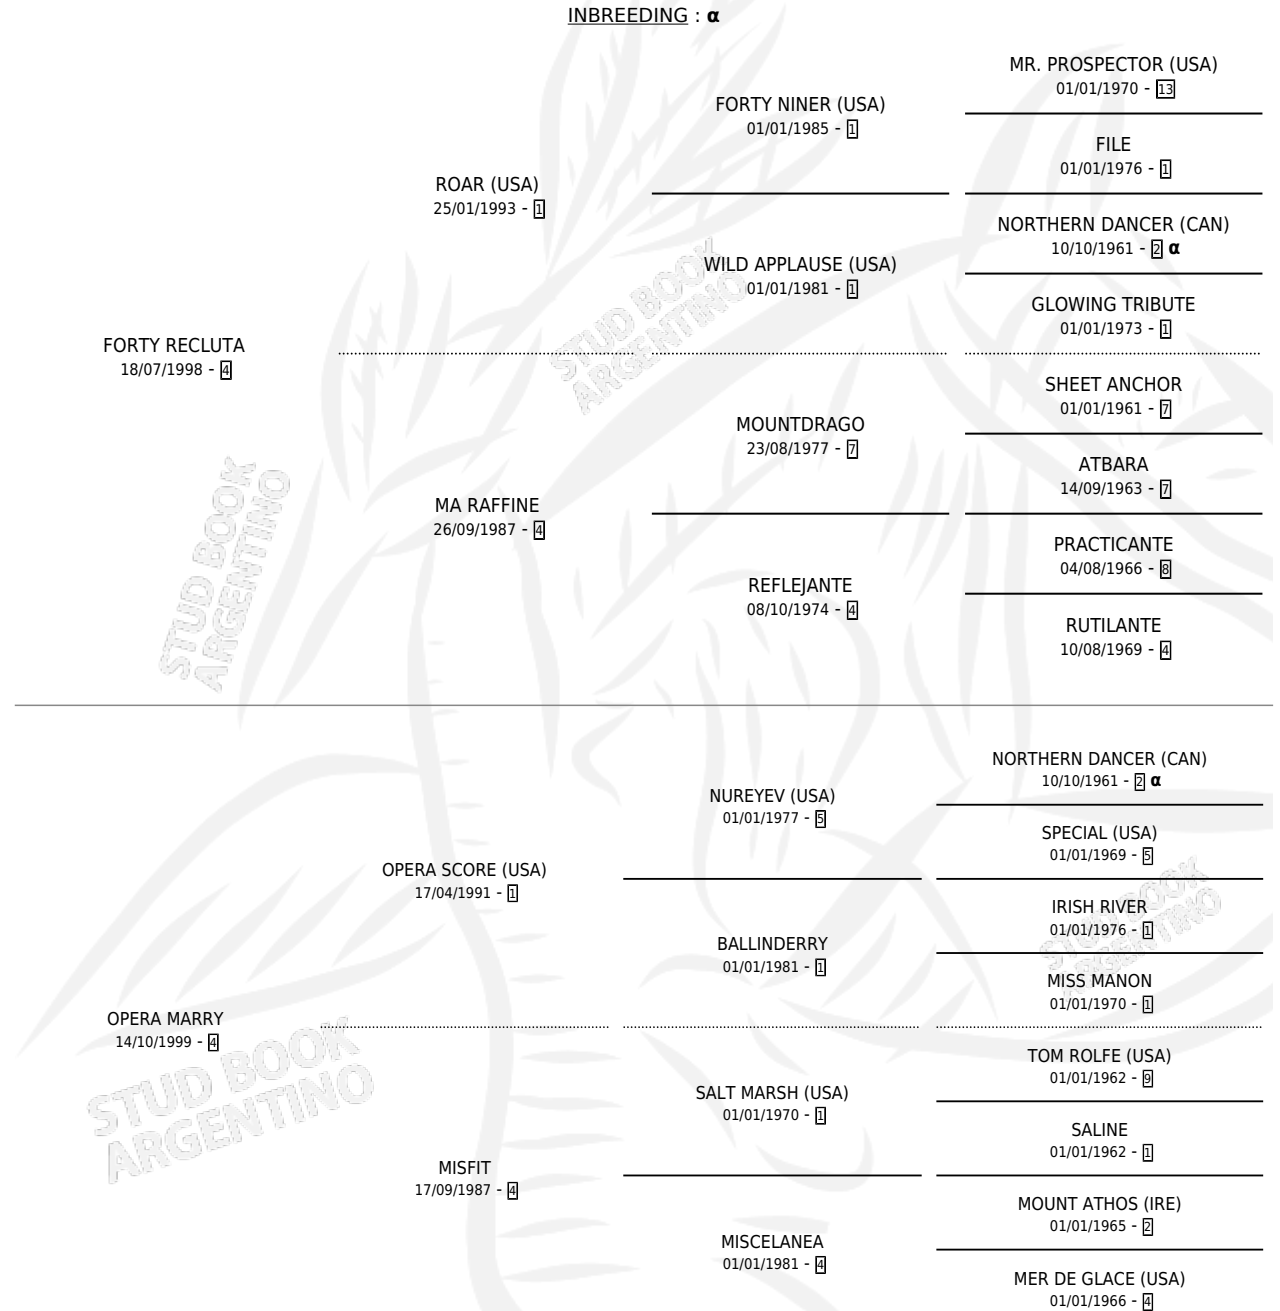 INBREEDING : α
MR. PROSPECTOR (USA)
01/01/1970 - 13
FORTY NINER (USA)
01/01/1985 - 1
FILE
01/01/1976 - 1
ROAR (USA)
25/01/1993 - 1
NORTHERN DANCER (CAN)
10/10/1961 - 2 α
WILD APPLAUSE (USA)
01/01/1981 - 1
GLOWING TRIBUTE
01/01/1973 - 1
FORTY RECLUTA
18/07/1998 - 4
SHEET ANCHOR
01/01/1961 - 7
MOUNTDRAGO
23/08/1977 - 7
ATBARA
14/09/1963 - 7
MA RAFFINE
26/09/1987 - 4
PRACTICANTE
04/08/1966 - 8
REFLEJANTE
08/10/1974 - 4
RUTILANTE
10/08/1969 - 4
NORTHERN DANCER (CAN)
10/10/1961 - 2 α
NUREYEV (USA)
01/01/1977 - 5
SPECIAL (USA)
01/01/1969 - 5
OPERA SCORE (USA)
17/04/1991 - 1
IRISH RIVER
01/01/1976 - 1
BALLINDERRY
01/01/1981 - 1
MISS MANON
01/01/1970 - 1
OPERA MARRY
14/10/1999 - 4
TOM ROLFE (USA)
01/01/1962 - 9
SALT MARSH (USA)
01/01/1970 - 1
SALINE
01/01/1962 - 1
MISFIT
17/09/1987 - 4
MOUNT ATHOS (IRE)
01/01/1965 - 2
MISCELANEA
01/01/1981 - 4
MER DE GLACE (USA)
01/01/1966 - 4
STUD BOOK
ARGENTINO
STUD BOOK
ARGENTINO
STUD BOOK
ARGENTINO
STUD BOOK
ARGENTINO